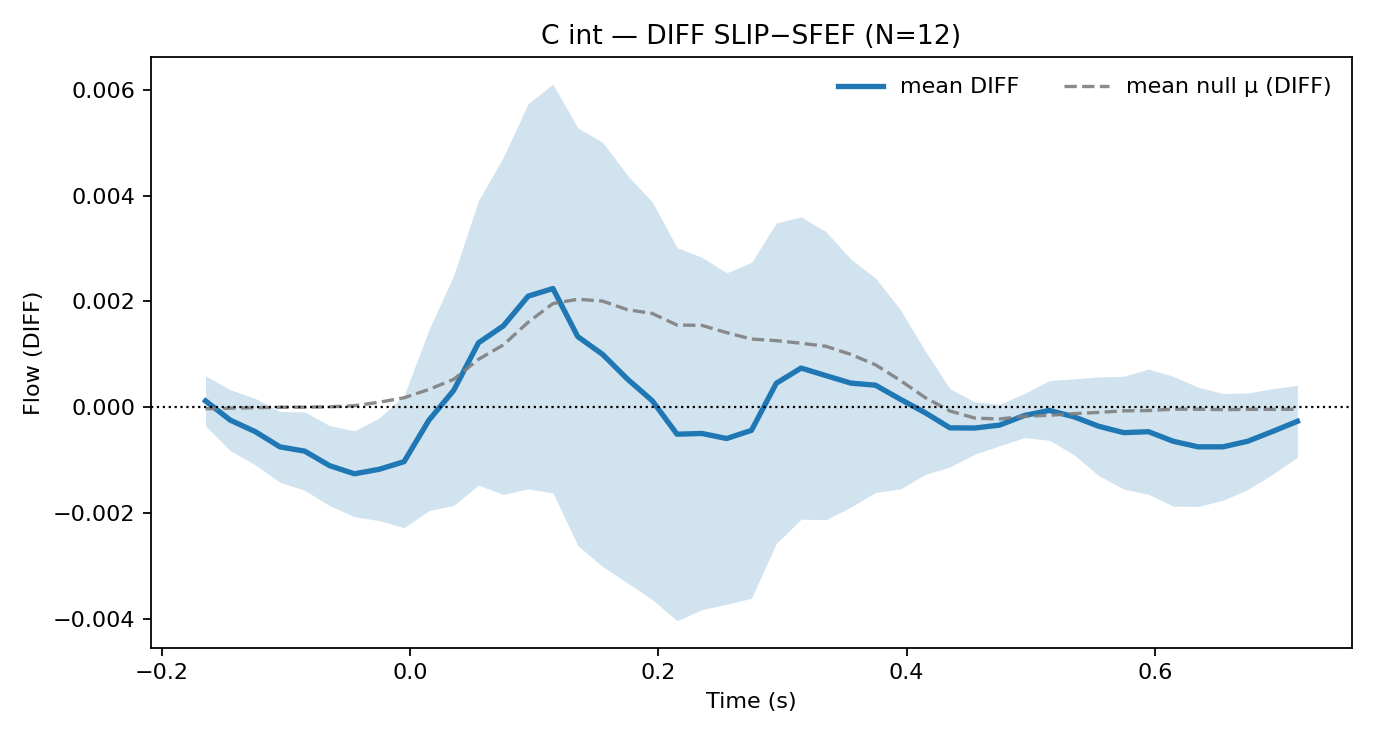 C int — DIFF SLIP−SFEF (N=12)
mean DIFF
mean null μ (DIFF)
Flow (DIFF)
0.006
0.004
0.002
0.000
−0.002
−0.004
−0.2
0.0
0.2
0.4
0.6
Time (s)